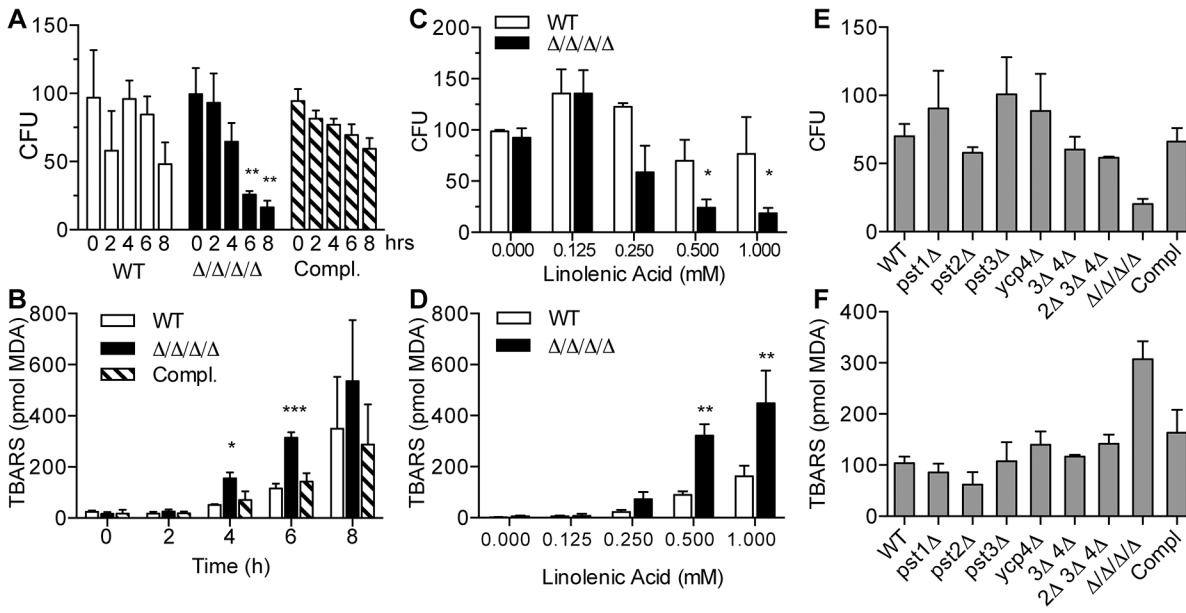 A
150
100
50
0
CFU
** **
0 2 4 6 8 0 2 4 6 8 0 2 4 6 8 hrs
WT Δ/Δ/Δ/Δ Compl.
B
800
600
400
200
0
TBARS (pmol MDA)
WT
Δ/Δ/Δ/Δ
Compl.
*
***
0 2 4 6 8
Time (h)
C
200
150
100
50
0
CFU
WT
Δ/Δ/Δ/Δ
* *
0.000 0.125 0.250 0.500 1.000
Linolenic Acid (mM)
D
800
600
400
200
0
TBARS (pmol MDA)
WT
Δ/Δ/Δ/Δ
**
**
0.000 0.125 0.250 0.500 1.000
Linolenic Acid (mM)
E
150
100
50
0
CFU
WT
pst1Δ
pst2Δ
pst3Δ
ycp4Δ
3Δ 4Δ
2Δ 3Δ 4Δ
Δ/Δ/Δ/Δ
Compl
F
400
300
200
100
0
TBARS (pmol MDA)
WT
pst1Δ
pst2Δ
pst3Δ
ycp4Δ
3Δ 4Δ
2Δ 3Δ 4Δ
Δ/Δ/Δ/Δ
Compl